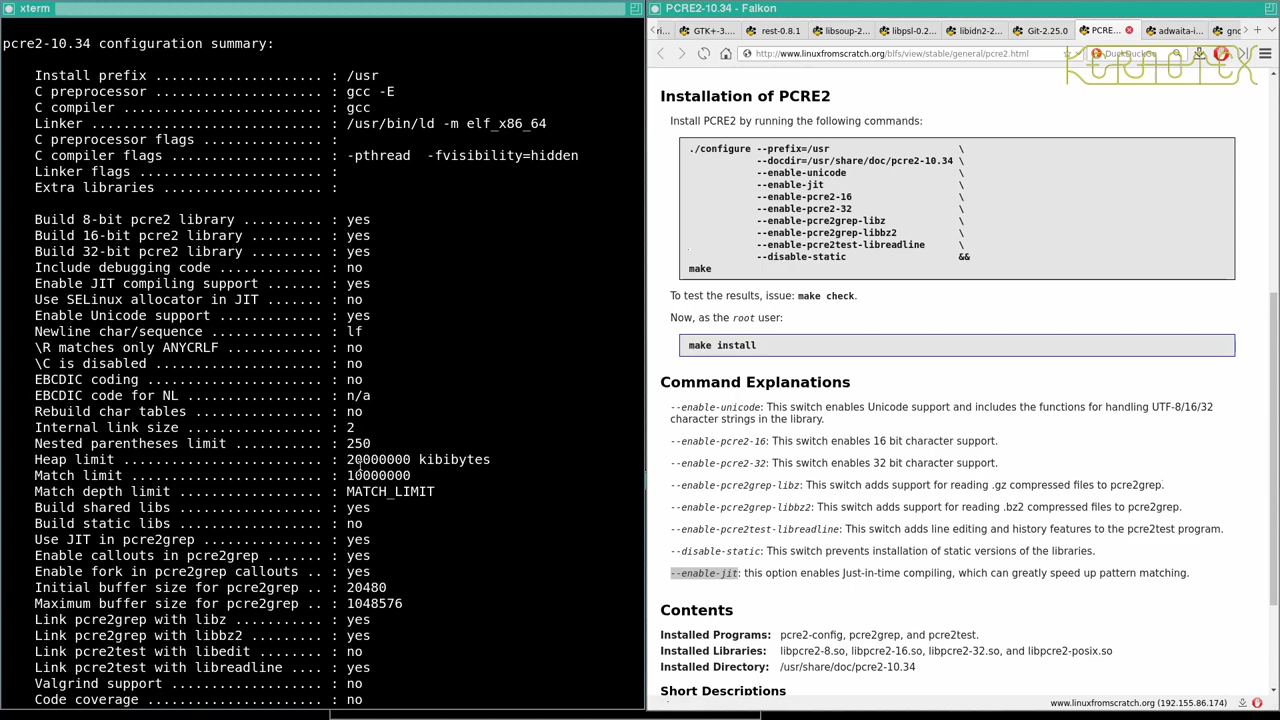 xterm
pcre2-10.34 configuration summary:
Install prefix ..................... : /usr
C preprocessor ..................... : gcc -E
C compiler ......................... : gcc
Linker ............................. : /usr/bin/ld -m elf_x86_64
C preprocessor flags ............... :
C compiler flags ................... : -pthread  -fvisibility=hidden
Linker flags ....................... :
Extra libraries .................... :
Build 8-bit pcre2 library .......... : yes
Build 16-bit pcre2 library ......... : yes
Build 32-bit pcre2 library ......... : yes
Include debugging code ............. : no
Enable JIT compiling support ....... : yes
Use SELinux allocator in JIT ....... : no
Enable Unicode support ............. : yes
Newline char/sequence .............. : lf
\R matches only ANYCRLF ............ : no
\C is disabled ..................... : no
EBCDIC coding ...................... : no
EBCDIC code for NL ................. : n/a
Rebuild char tables ................ : no
Internal link size ................. : 2
Nested parentheses limit ........... : 250
Heap limit ......................... : 20000000 kibibytes
Match limit ........................ : 10000000
Match depth limit .................. : MATCH_LIMIT
Build shared libs .................. : yes
Build static libs .................. : no
Use JIT in pcre2grep ............... : yes
Enable callouts in pcre2grep ....... : yes
Enable fork in pcre2grep callouts .. : yes
Initial buffer size for pcre2grep .. : 20480
Maximum buffer size for pcre2grep .. : 1048576
Link pcre2grep with libz ........... : yes
Link pcre2grep with libbz2 ......... : yes
Link pcre2test with libedit ........ : no
Link pcre2test with libreadline .... : yes
Valgrind support ................... : no
Code coverage ...................... : no
PCRE2-10.34 - Falkon
ri... GTK+-3.... rest-0.8.1 libsoup-2... libpsl-0.2... libidn2-2... Git-2.25.0 PCRE... adwaita-i...
http://www.linuxfromscratch.org/blfs/view/stable/general/pcre2.html DuckDuckGo
KERNOTEX
Installation of PCRE2
Install PCRE2 by running the following commands:
./configure --prefix=/usr \
--docdir=/usr/share/doc/pcre2-10.34 \
--enable-unicode \
--enable-jit \
--enable-pcre2-16 \
--enable-pcre2-32 \
--enable-pcre2grep-libz \
--enable-pcre2grep-libbz2 \
--enable-pcre2test-libreadline \
--disable-static &&
make
To test the results, issue: make check.
Now, as the root user:
make install
Command Explanations
--enable-unicode: This switch enables Unicode support and includes the functions for handling UTF-8/16/32
character strings in the library.
--enable-pcre2-16: This switch enables 16 bit character support.
--enable-pcre2-32: This switch enables 32 bit character support.
--enable-pcre2grep-libz: This switch adds support for reading .gz compressed files to pcre2grep.
--enable-pcre2grep-libbz2: This switch adds support for reading .bz2 compressed files to pcre2grep.
--enable-pcre2test-libreadline: This switch adds line editing and history features to the pcre2test program.
--disable-static: This switch prevents installation of static versions of the libraries.
--enable-jit: this option enables Just-in-time compiling, which can greatly speed up pattern matching.
Contents
Installed Programs: pcre2-config, pcre2grep, and pcre2test.
Installed Libraries: libpcre2-8.so, libpcre2-16.so, libpcre2-32.so, and libpcre2-posix.so
Installed Directory: /usr/share/doc/pcre2-10.34
Short Descriptions
www.linuxfromscratch.org (192.155.86.174)